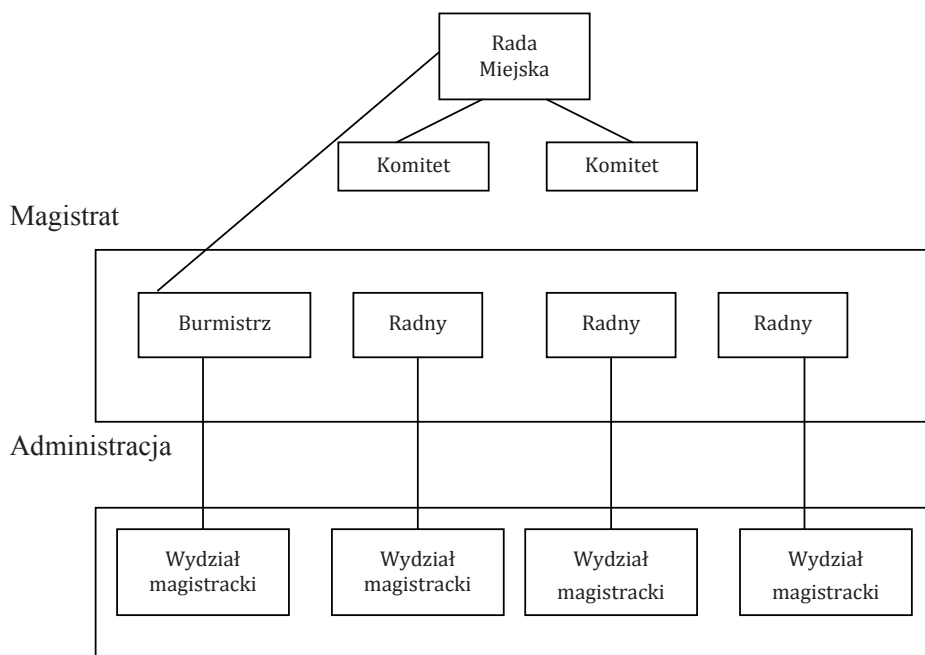 Rada
Miejska
Komitet
Komitet
Magistrat
Burmistrz
Radny
Radny
Radny
Administracja
Wydział
magistracki
Wydział
magistracki
Wydział
magistracki
Wydział
magistracki